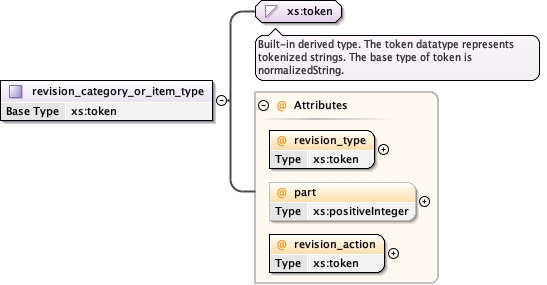 xs:token
Built-in derived type. The token datatype represents
tokenized strings. The base type of token is
normalizedString.
revision_category_or_item_type
Base Type xs:token
@ Attributes
@ revision_type
Type xs:token
@ part
Type xs:positiveInteger
@ revision_action
Type xs:token